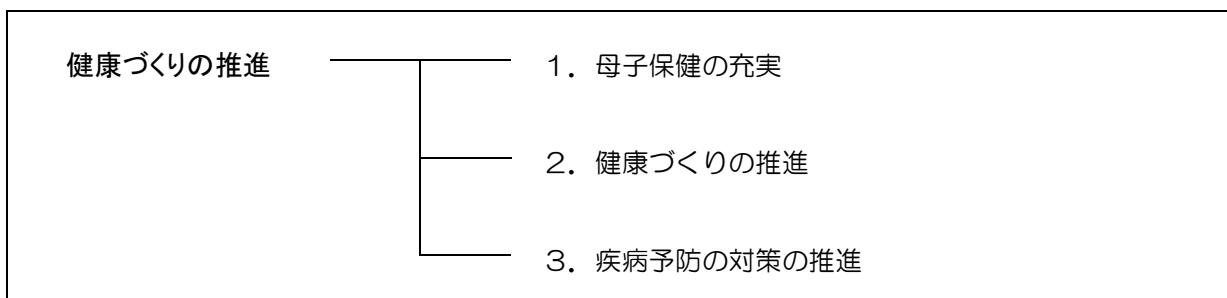 健康づくりの推進
１．母子保健の充実
２．健康づくりの推進
３．疾病予防の対策の推進